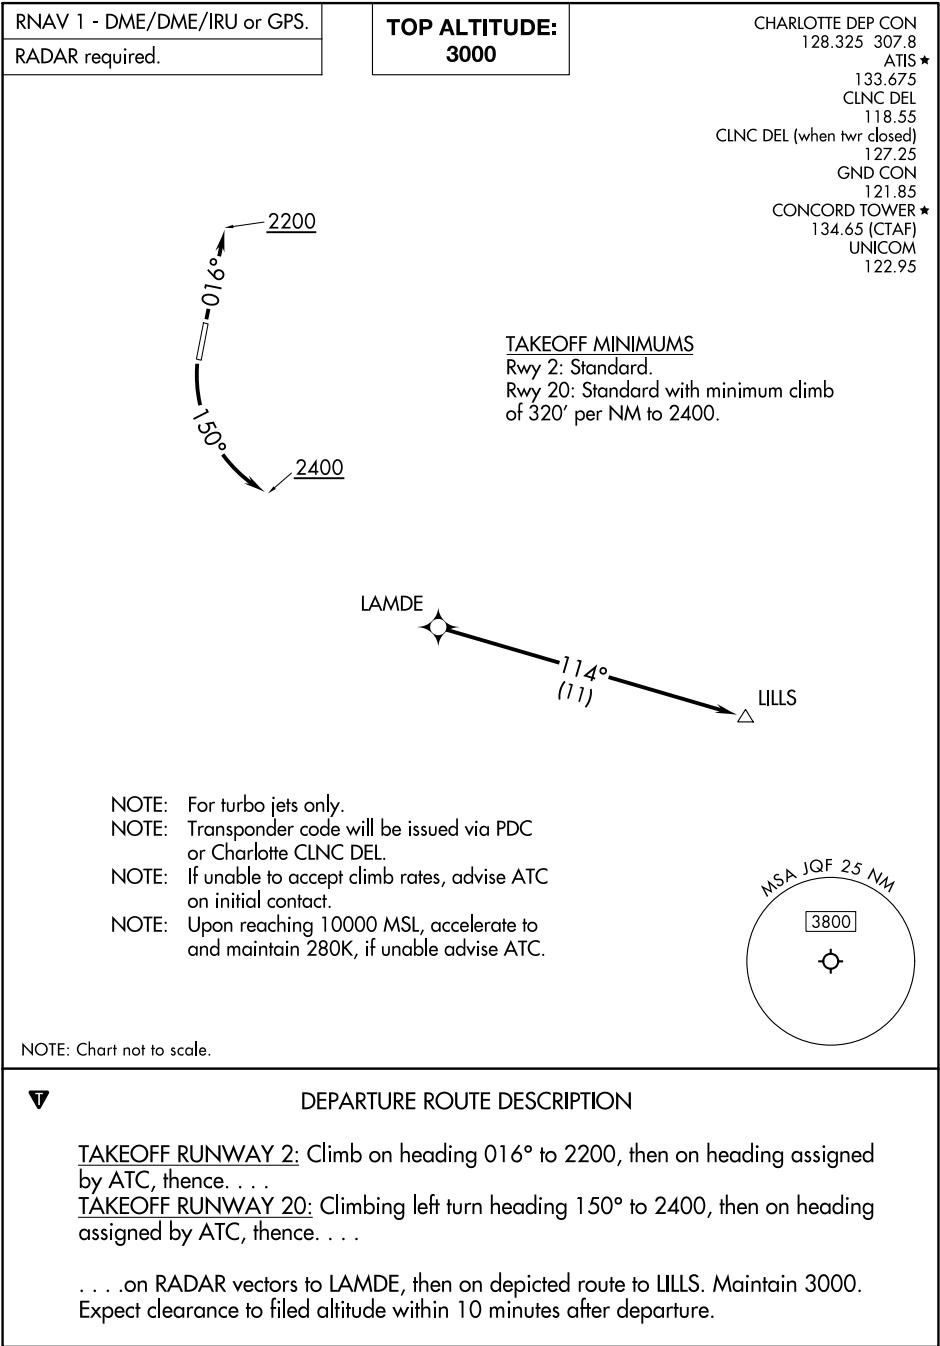 RNAV 1 - DME/DME/IRU or GPS.
RADAR required.
TOP ALTITUDE:
3000
CHARLOTTE DEP CON
128.325 307.8
ATIS ★
133.675
CLNC DEL
118.55
CLNC DEL (when twr closed)
127.25
GND CON
121.85
CONCORD TOWER ★
134.65 (CTAF)
UNICOM
122.95
2200
016°
TAKEOFF MINIMUMS
Rwy 2: Standard.
Rwy 20: Standard with minimum climb
of 320' per NM to 2400.
150°
2400
LAMDE
114°
(11)
LILLS
NOTE: For turbo jets only.
NOTE: Transponder code will be issued via PDC
or Charlotte CLNC DEL.
NOTE: If unable to accept climb rates, advise ATC
on initial contact.
NOTE: Upon reaching 10000 MSL, accelerate to
and maintain 280K, if unable advise ATC.
MSA JQF 25 NM
3800
NOTE: Chart not to scale.
T
DEPARTURE ROUTE DESCRIPTION
TAKEOFF RUNWAY 2: Climb on heading 016° to 2200, then on heading assigned
by ATC, thence. . . .
TAKEOFF RUNWAY 20: Climbing left turn heading 150° to 2400, then on heading
assigned by ATC, thence. . . .
. . . .on RADAR vectors to LAMDE, then on depicted route to LILLS. Maintain 3000.
Expect clearance to filed altitude within 10 minutes after departure.